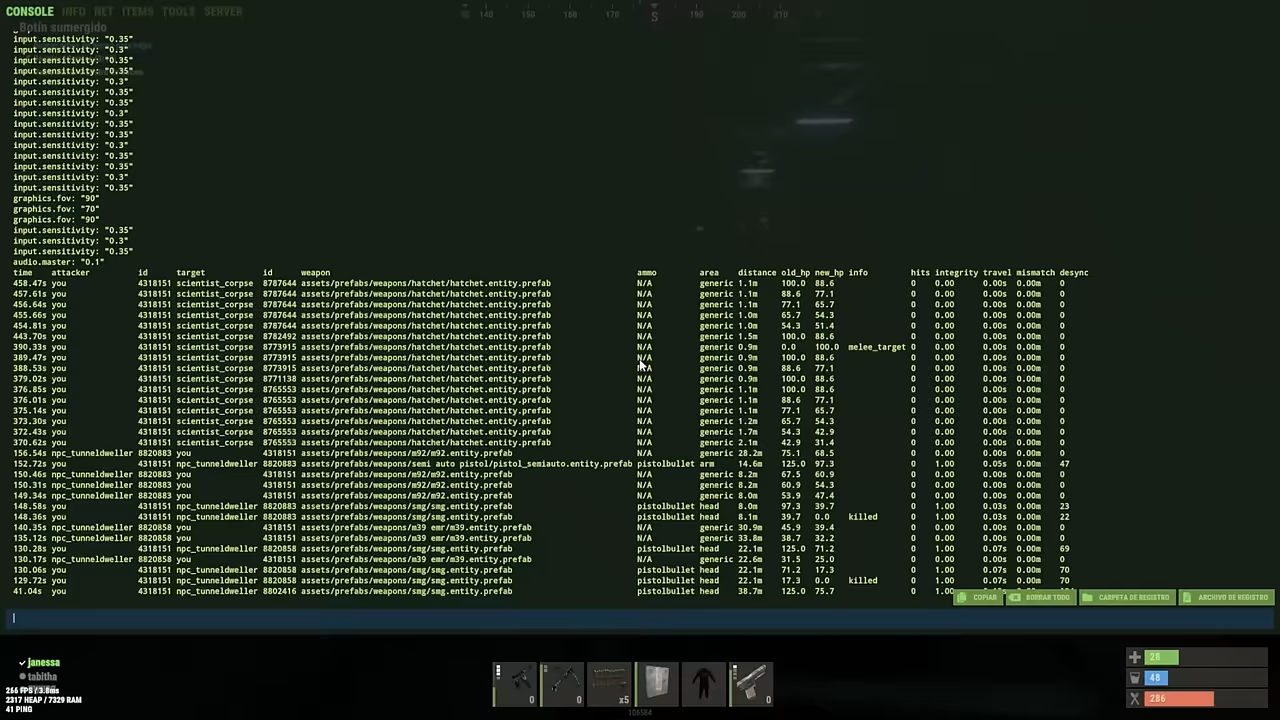 CONSOLE INFO NET ITEMS TOOLS SERVER
140 150 160 170 S 190 200 210
Botín sumergido
input.sensitivity: "0.35"
input.sensitivity: "0.3"
input.sensitivity: "0.35"
input.sensitivity: "0.35"
input.sensitivity: "0.3"
input.sensitivity: "0.35"
input.sensitivity: "0.35"
input.sensitivity: "0.3"
input.sensitivity: "0.35"
input.sensitivity: "0.35"
input.sensitivity: "0.3"
input.sensitivity: "0.35"
input.sensitivity: "0.35"
input.sensitivity: "0.3"
input.sensitivity: "0.35"
graphics.fov: "90"
graphics.fov: "70"
graphics.fov: "90"
input.sensitivity: "0.35"
input.sensitivity: "0.3"
input.sensitivity: "0.35"
audio.master: "0.1"
time attacker id target id weapon ammo area distance old_hp new_hp info hits integrity travel mismatch desync
458.47s you 4318151 scientist_corpse 8787644 assets/prefabs/weapons/hatchet/hatchet.entity.prefab N/A generic 1.1m 100.0 88.6 0 0.00 0.00s 0.00m 0
457.61s you 4318151 scientist_corpse 8787644 assets/prefabs/weapons/hatchet/hatchet.entity.prefab N/A generic 1.1m 88.6 77.1 0 0.00 0.00s 0.00m 0
456.64s you 4318151 scientist_corpse 8787644 assets/prefabs/weapons/hatchet/hatchet.entity.prefab N/A generic 1.1m 77.1 65.7 0 0.00 0.00s 0.00m 0
455.66s you 4318151 scientist_corpse 8787644 assets/prefabs/weapons/hatchet/hatchet.entity.prefab N/A generic 1.0m 65.7 54.3 0 0.00 0.00s 0.00m 0
454.81s you 4318151 scientist_corpse 8787644 assets/prefabs/weapons/hatchet/hatchet.entity.prefab N/A generic 1.0m 54.3 51.4 0 0.00 0.00s 0.00m 0
443.70s you 4318151 scientist_corpse 8782492 assets/prefabs/weapons/hatchet/hatchet.entity.prefab N/A generic 1.5m 100.0 88.6 0 0.00 0.00s 0.00m 0
390.33s you 4318151 scientist_corpse 8773915 assets/prefabs/weapons/hatchet/hatchet.entity.prefab N/A generic 0.9m 0.0 100.0 melee_target 0 0.00 0.00s 0.00m 0
389.47s you 4318151 scientist_corpse 8773915 assets/prefabs/weapons/hatchet/hatchet.entity.prefab N/A generic 0.9m 100.0 88.6 0 0.00 0.00s 0.00m 0
388.53s you 4318151 scientist_corpse 8773915 assets/prefabs/weapons/hatchet/hatchet.entity.prefab N/A generic 0.9m 88.6 77.1 0 0.00 0.00s 0.00m 0
379.02s you 4318151 scientist_corpse 8771138 assets/prefabs/weapons/hatchet/hatchet.entity.prefab N/A generic 0.9m 100.0 88.6 0 0.00 0.00s 0.00m 0
376.85s you 4318151 scientist_corpse 8765553 assets/prefabs/weapons/hatchet/hatchet.entity.prefab N/A generic 1.1m 100.0 88.6 0 0.00 0.00s 0.00m 0
376.01s you 4318151 scientist_corpse 8765553 assets/prefabs/weapons/hatchet/hatchet.entity.prefab N/A generic 1.1m 88.6 77.1 0 0.00 0.00s 0.00m 0
375.14s you 4318151 scientist_corpse 8765553 assets/prefabs/weapons/hatchet/hatchet.entity.prefab N/A generic 1.1m 77.1 65.7 0 0.00 0.00s 0.00m 0
373.30s you 4318151 scientist_corpse 8765553 assets/prefabs/weapons/hatchet/hatchet.entity.prefab N/A generic 1.2m 65.7 54.3 0 0.00 0.00s 0.00m 0
372.43s you 4318151 scientist_corpse 8765553 assets/prefabs/weapons/hatchet/hatchet.entity.prefab N/A generic 1.7m 54.3 42.9 0 0.00 0.00s 0.00m 0
370.62s you 4318151 scientist_corpse 8765553 assets/prefabs/weapons/hatchet/hatchet.entity.prefab N/A generic 2.1m 42.9 31.4 0 0.00 0.00s 0.00m 0
156.54s npc_tunneldweller 8820883 you 4318151 assets/prefabs/weapons/m92/m92.entity.prefab N/A generic 28.2m 75.1 68.5 0 0.00 0.00s 0.00m 0
152.72s you 4318151 npc_tunneldweller 8820883 assets/prefabs/weapons/semi auto pistol/pistol_semiauto.entity.prefab pistolbullet arm 14.6m 125.0 97.3 0 1.00 0.05s 0.00m 47
150.46s npc_tunneldweller 8820883 you 4318151 assets/prefabs/weapons/m92/m92.entity.prefab N/A generic 8.2m 67.5 60.9 0 0.00 0.00s 0.00m 0
150.31s npc_tunneldweller 8820883 you 4318151 assets/prefabs/weapons/m92/m92.entity.prefab N/A generic 8.2m 60.9 54.3 0 0.00 0.00s 0.00m 0
149.34s npc_tunneldweller 8820883 you 4318151 assets/prefabs/weapons/m92/m92.entity.prefab N/A generic 8.0m 53.9 47.4 0 0.00 0.00s 0.00m 0
148.58s you 4318151 npc_tunneldweller 8820883 assets/prefabs/weapons/smg/smg.entity.prefab pistolbullet head 8.0m 97.3 39.7 0 1.00 0.03s 0.00m 23
148.36s you 4318151 npc_tunneldweller 8820883 assets/prefabs/weapons/smg/smg.entity.prefab pistolbullet head 8.1m 39.7 0.0 killed 0 1.00 0.03s 0.00m 22
140.35s npc_tunneldweller 8820858 you 4318151 assets/prefabs/weapons/m39 emr/m39.entity.prefab N/A generic 30.9m 45.9 39.4 0 0.00 0.00s 0.00m 0
135.12s npc_tunneldweller 8820858 you 4318151 assets/prefabs/weapons/m39 emr/m39.entity.prefab N/A generic 33.8m 38.7 32.2 0 0.00 0.00s 0.00m 0
130.28s you 4318151 npc_tunneldweller 8820858 assets/prefabs/weapons/smg/smg.entity.prefab pistolbullet head 22.1m 125.0 71.2 0 1.00 0.07s 0.00m 69
130.17s npc_tunneldweller 8820858 you 4318151 assets/prefabs/weapons/m39 emr/m39.entity.prefab N/A generic 22.6m 31.5 25.0 0 0.00 0.00s 0.00m 0
130.06s you 4318151 npc_tunneldweller 8820858 assets/prefabs/weapons/smg/smg.entity.prefab pistolbullet head 22.1m 71.2 17.3 0 1.00 0.07s 0.00m 70
129.72s you 4318151 npc_tunneldweller 8820858 assets/prefabs/weapons/smg/smg.entity.prefab pistolbullet head 22.1m 17.3 0.0 killed 0 1.00 0.07s 0.00m 70
41.04s you 4318151 npc_tunneldweller 8802416 assets/prefabs/weapons/smg/smg.entity.prefab pistolbullet head 38.7m 125.0 75.7 0
COPIAR BORRAR TODO CARPETA DE REGISTRO ARCHIVO DE REGISTRO
janessa
tabitha
256 FPS / 3.8ms
2317 HEAP / 7329 RAM
41 PING
0 0 x5 0
106584
28
48
286